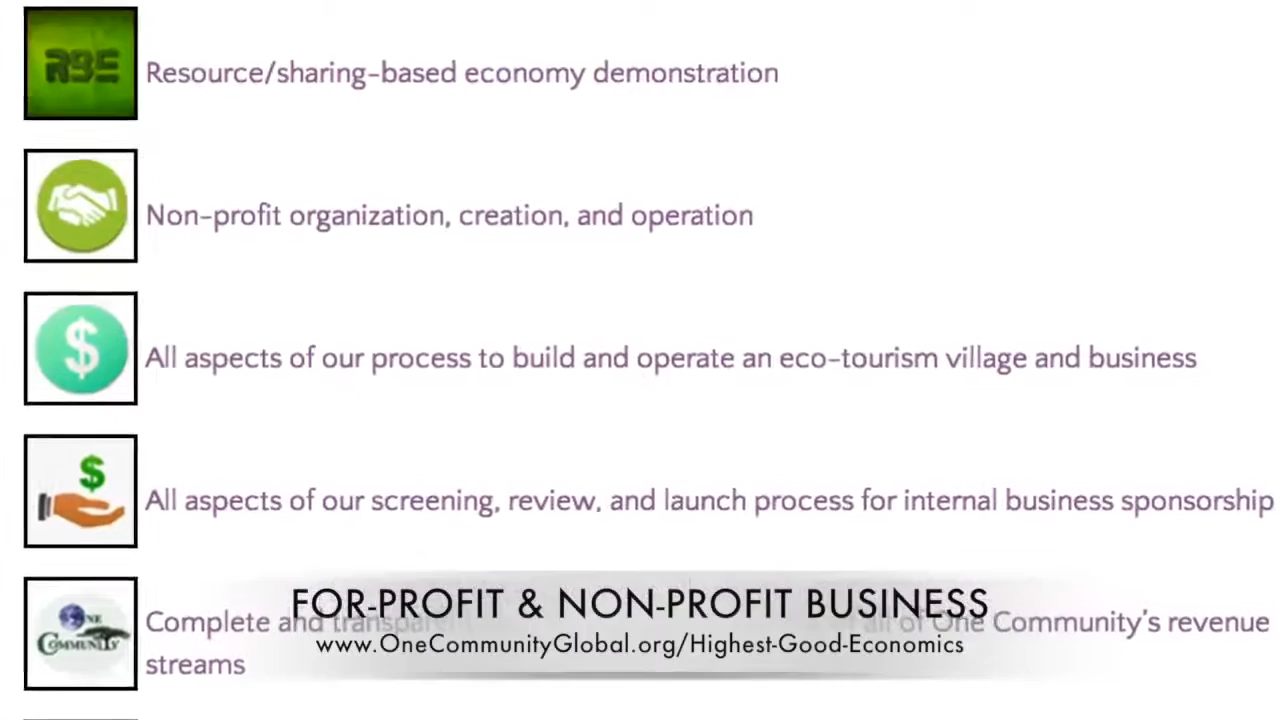 RBE
Resource/sharing-based economy demonstration
Non-profit organization, creation, and operation
$
All aspects of our process to build and operate an eco-tourism village and business
$
All aspects of our screening, review, and launch process for internal business sponsorship
ONE
COMMUNITY
Complete and transparent all of One Community's revenue
streams
FOR-PROFIT & NON-PROFIT BUSINESS
www.OneCommunityGlobal.org/Highest-Good-Economics